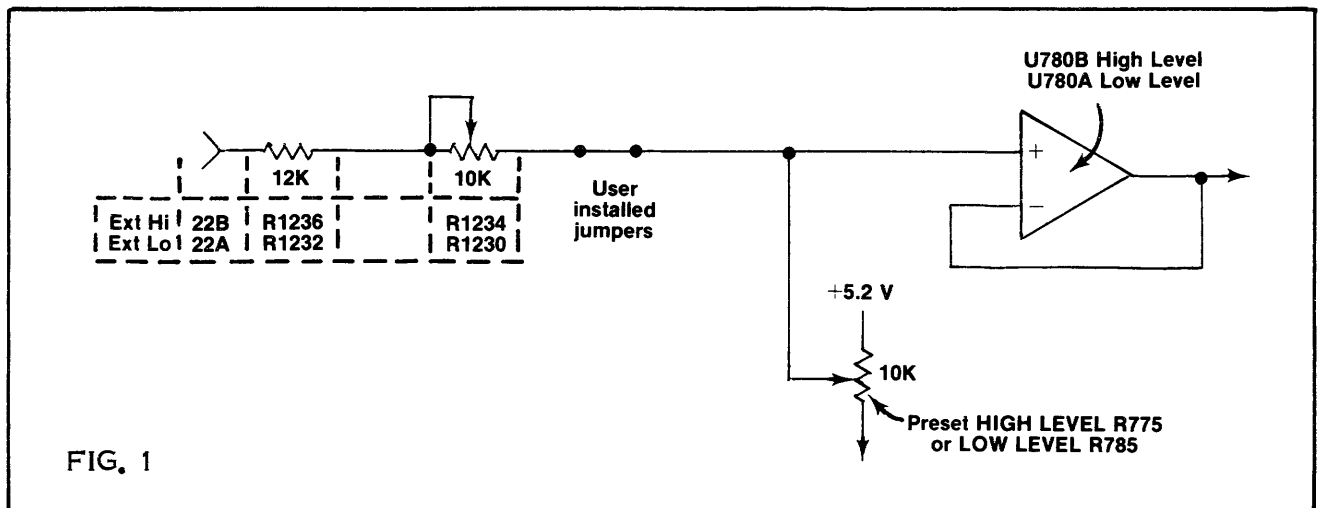 U780B High Level
U780A Low Level
+
−
12K
10K
User
installed
jumpers
Ext Hi 22B R1236 R1234
Ext Lo 22A R1232 R1230
+5.2 V
10K
Preset HIGH LEVEL R775
or LOW LEVEL R785
FIG. 1